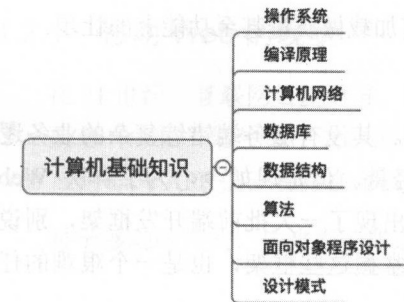 计算机基础知识
操作系统
编译原理
计算机网络
数据库
数据结构
算法
面向对象程序设计
设计模式